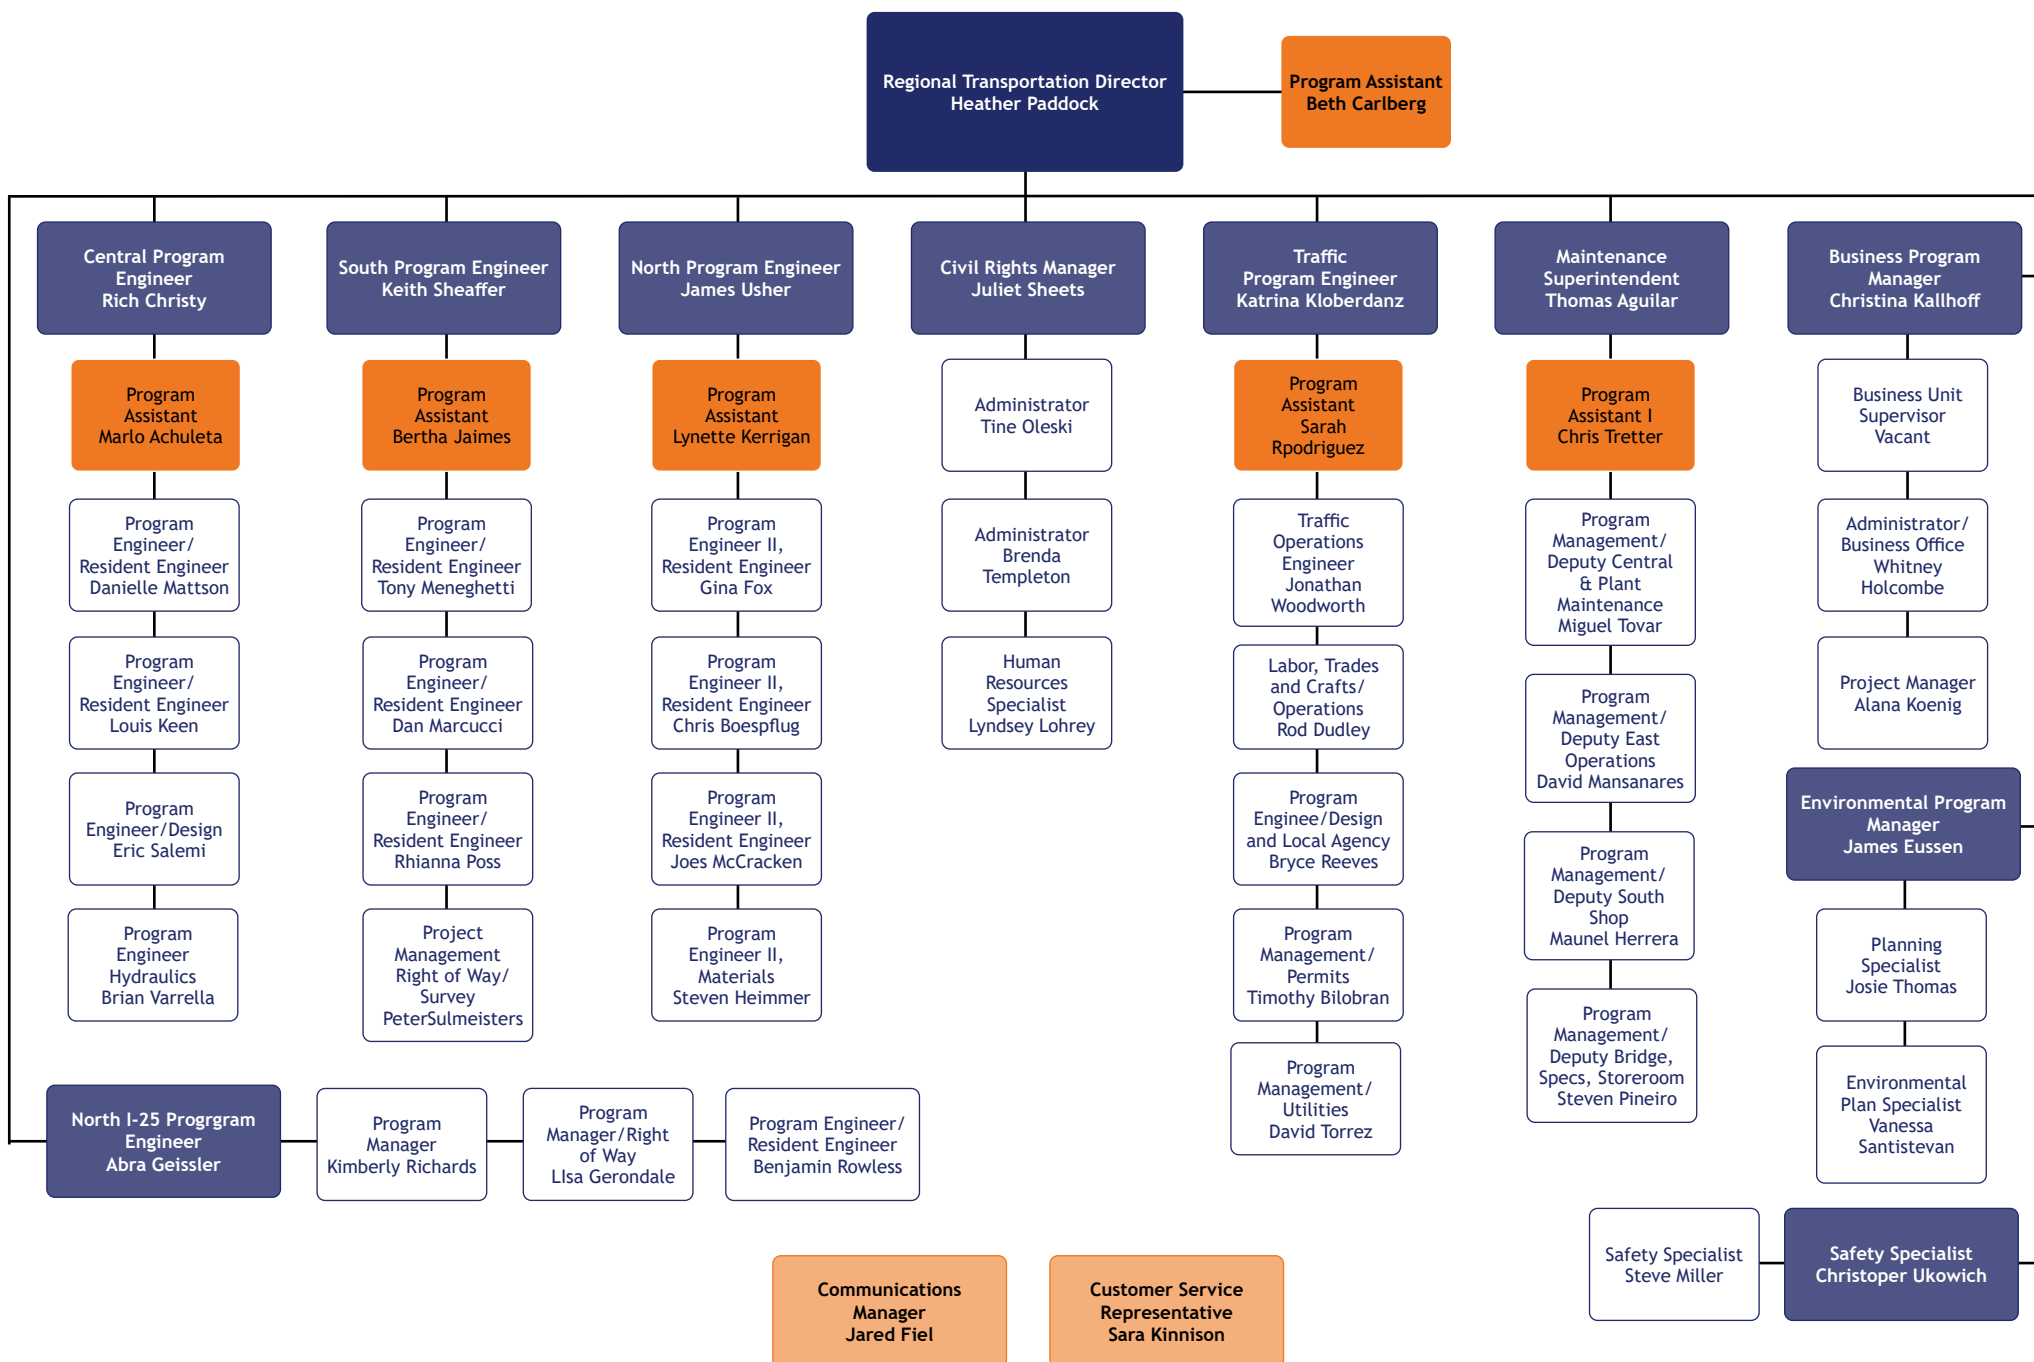 Regional Transportation Director
Heather Paddock
Program Assistant
Beth Carlberg
Central Program
Engineer
Rich Christy
Program
Assistant
Marlo Achuleta
Program
Engineer/
Resident Engineer
Danielle Mattson
Program
Engineer/
Resident Engineer
Louis Keen
Program
Engineer/Design
Eric Salemi
Program
Engineer
Hydraulics
Brian Varrella
South Program Engineer
Keith Sheaffer
Program
Assistant
Bertha Jaimes
Program
Engineer/
Resident Engineer
Tony Meneghetti
Program
Engineer/
Resident Engineer
Dan Marcucci
Program
Engineer/
Resident Engineer
Rhianna Poss
Project
Management
Right of Way/
Survey
PeterSulmeisters
North Program Engineer
James Usher
Program
Assistant
Lynette Kerrigan
Program
Engineer II,
Resident Engineer
Gina Fox
Program
Engineer II,
Resident Engineer
Chris Boespflug
Program
Engineer II,
Resident Engineer
Joes McCracken
Program
Engineer II,
Materials
Steven Heimmer
Civil Rights Manager
Juliet Sheets
Administrator
Tine Oleski
Administrator
Brenda
Templeton
Human
Resources
Specialist
Lyndsey Lohrey
Traffic
Program Engineer
Katrina Kloberdanz
Program
Assistant
Sarah
Rpodriguez
Traffic
Operations
Engineer
Jonathan
Woodworth
Labor, Trades
and Crafts/
Operations
Rod Dudley
Program
Enginee/Design
and Local Agency
Bryce Reeves
Program
Management/
Permits
Timothy Bilobran
Program
Management/
Utilities
David Torrez
Maintenance
Superintendent
Thomas Aguilar
Program
Assistant I
Chris Tretter
Program
Management/
Deputy Central
& Plant
Maintenance
Miguel Tovar
Program
Management/
Deputy East
Operations
David Mansanares
Program
Management/
Deputy South
Shop
Maunel Herrera
Program
Management/
Deputy Bridge,
Specs, Storeroom
Steven Pineiro
Business Program
Manager
Christina Kallhoff
Business Unit
Supervisor
Vacant
Administrator/
Business Office
Whitney
Holcombe
Project Manager
Alana Koenig
Environmental Program
Manager
James Eussen
Planning
Specialist
Josie Thomas
Environmental
Plan Specialist
Vanessa
Santistevan
North I-25 Progrgram
Engineer
Abra Geissler
Program
Manager
Kimberly Richards
Program
Manager/Right
of Way
LIsa Gerondale
Program Engineer/
Resident Engineer
Benjamin Rowless
Safety Specialist
Steve Miller
Safety Specialist
Christoper Ukowich
Communications
Manager
Jared Fiel
Customer Service
Representative
Sara Kinnison